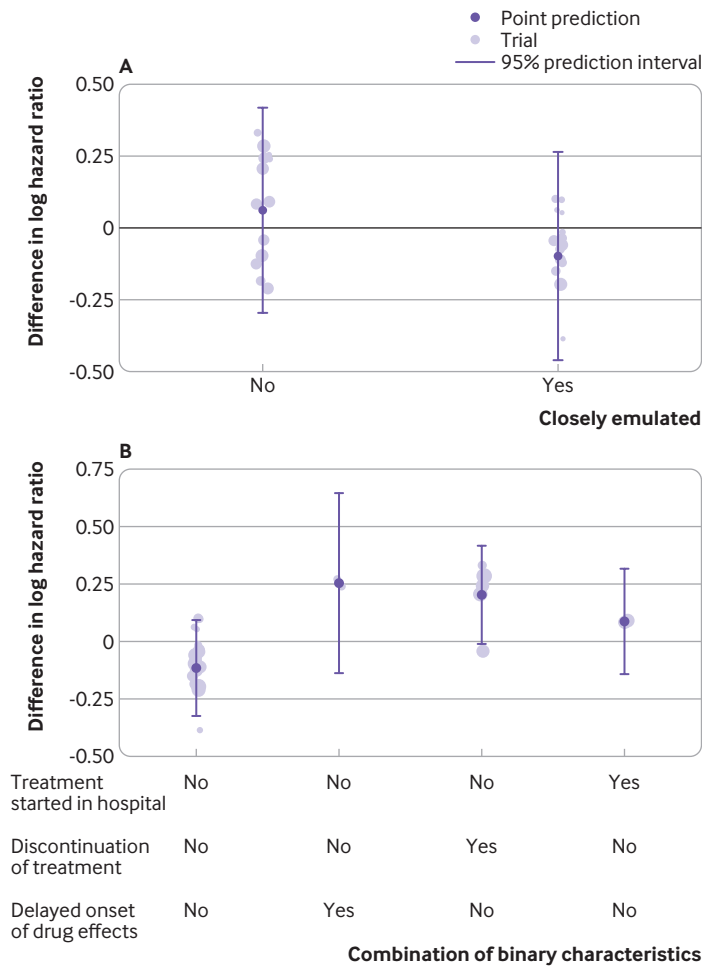 Point prediction
Trial
95% prediction interval
A
Difference in log hazard ratio
0.50
0.25
0
-0.25
-0.50
No Yes
Closely emulated
B
Difference in log hazard ratio
0.75
0.50
0.25
0
-0.25
-0.50
Treatment
started in hospital
No No No Yes
Discontinuation
of treatment
No No Yes No
Delayed onset
of drug effects
No Yes No No
Combination of binary characteristics